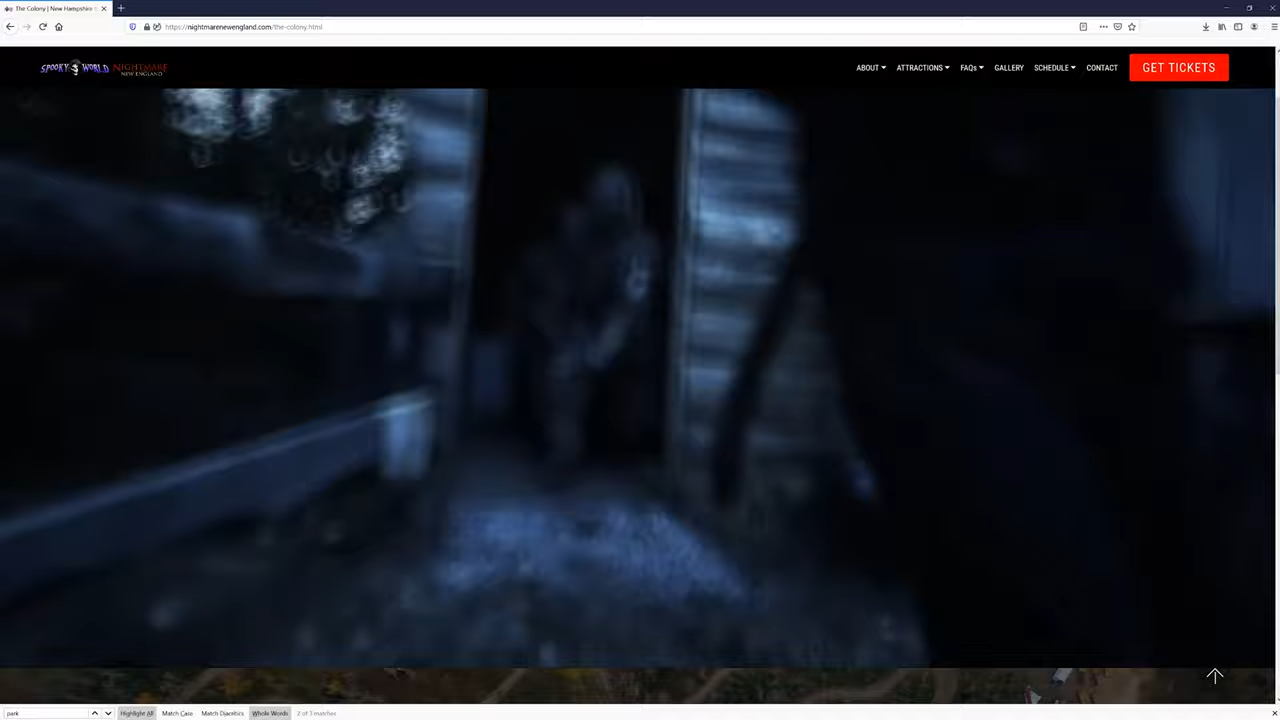 The Colony | New Hampshire
https://nightmarenewengland.com/the-colony.html
SPOOKY WORLD NIGHTMARE
NEW ENGLAND
ABOUT ATTRACTIONS FAQs GALLERY SCHEDULE CONTACT GET TICKETS
park Highlight All Match Case Match Diacritics Whole Words 2 of 3 matches